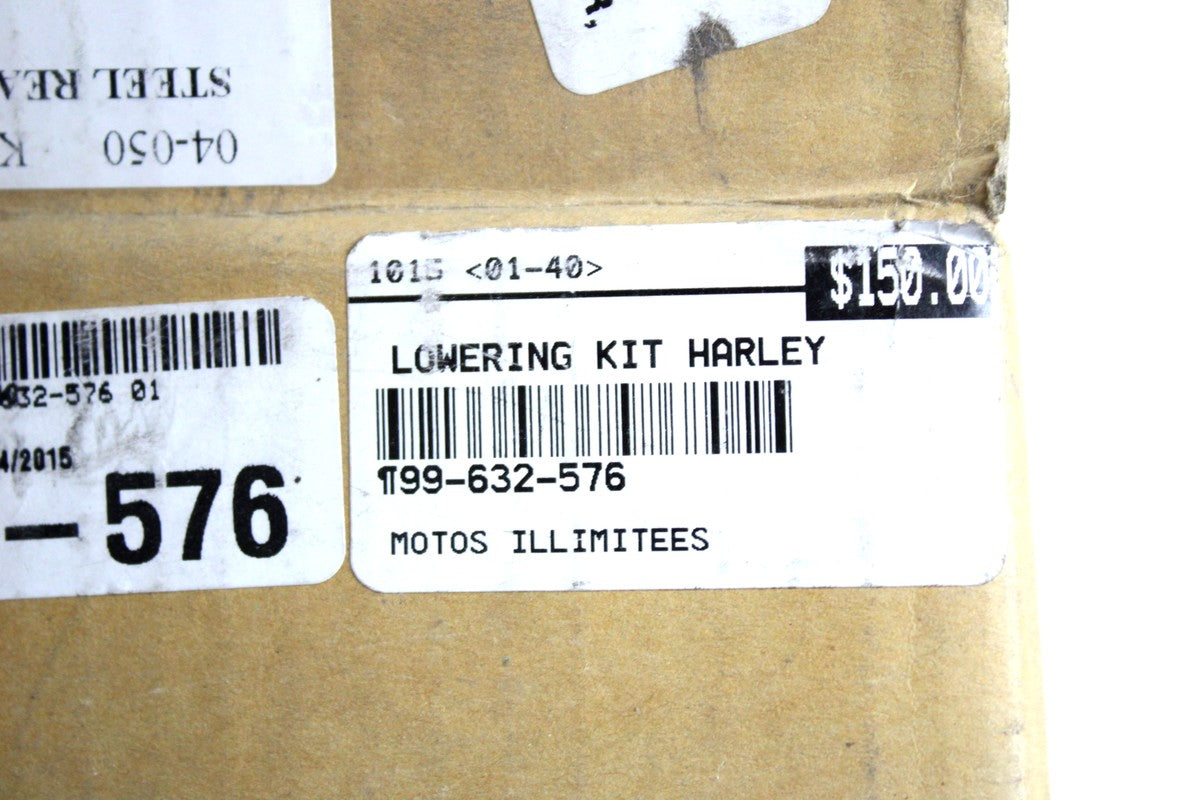 STEEL REA
04-050 K
1015 <01-40>
$150.00
LOWERING KIT HARLEY
¶99-632-576
MOTOS ILLIMITEES
632-576 01
4/2015
-576